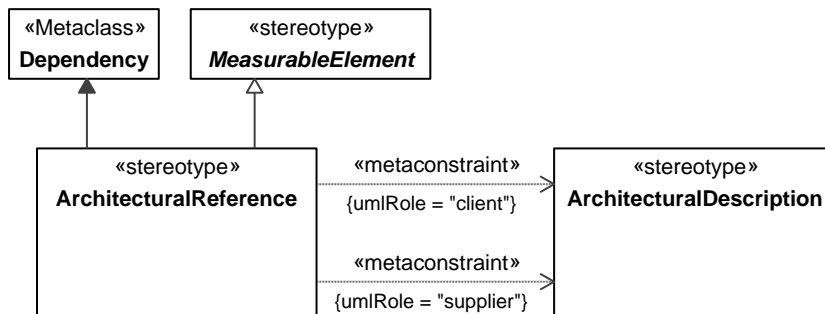 «Metaclass»
Dependency
«stereotype»
MeasurableElement
«stereotype»
ArchitecturalReference
«metaconstraint»
{umlRole = "client"}
«metaconstraint»
{umlRole = "supplier"}
«stereotype»
ArchitecturalDescription